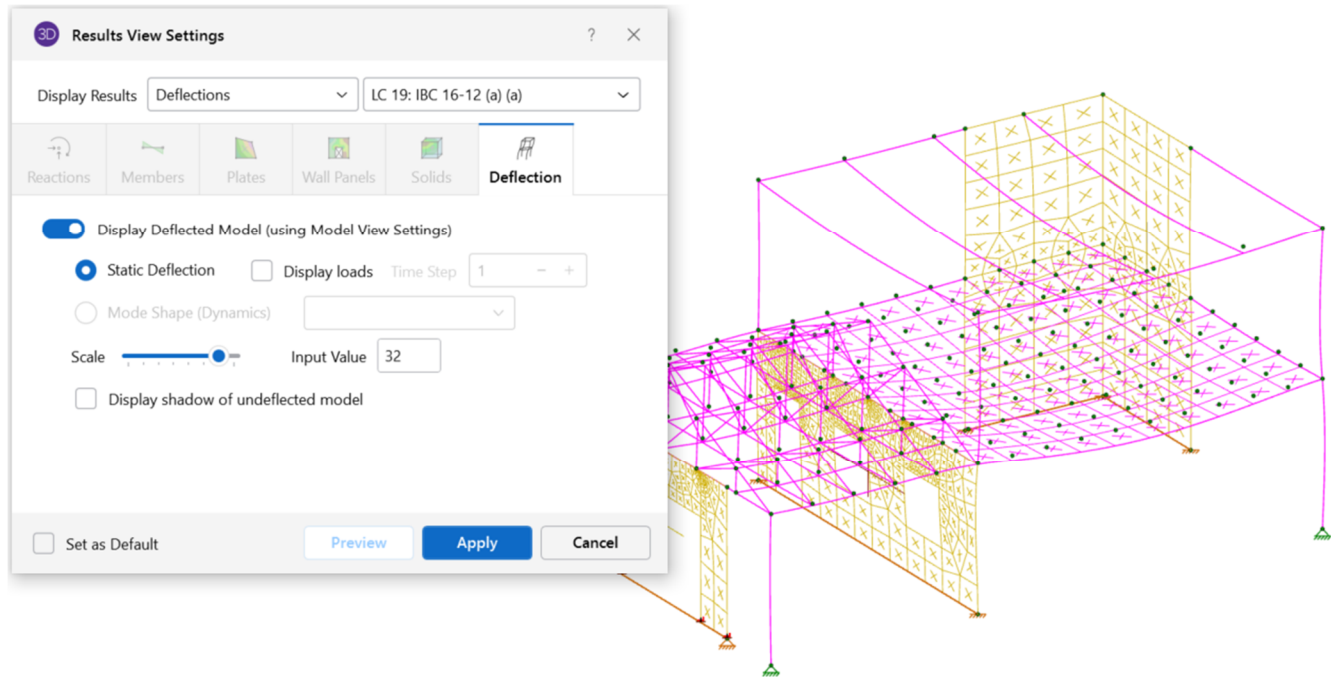 3D Results View Settings ?
Display Results Deflections LC 19: IBC 16-12 (a) (a)
Reactions Members Plates Wall Panels Solids Deflection
Display Deflected Model (using Model View Settings)
Static Deflection Display loads Time Step 1 − +
Mode Shape (Dynamics)
Scale Input Value 32
Display shadow of undeflected model
Set as Default Preview Apply Cancel